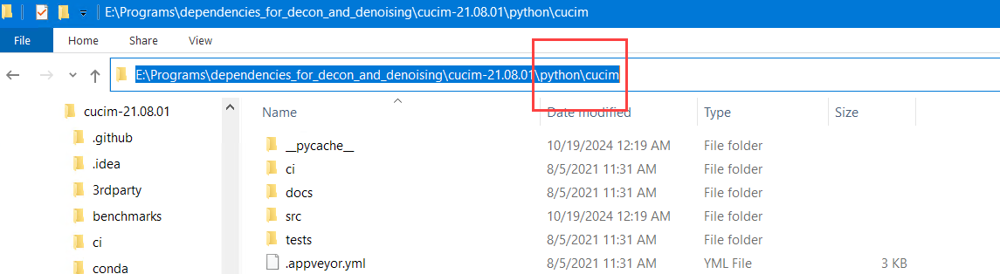 E:\Programs\dependencies_for_decon_and_denoising\cucim-21.08.01\python\cucim
File Home Share View
E:\Programs\dependencies_for_decon_and_denoising\cucim-21.08.01\python\cucim
cucim-21.08.01 Name Date modified Type Size
.github __pycache__ 10/19/2024 12:19 AM File folder
.idea ci 8/5/2021 11:31 AM File folder
3rdparty docs 8/5/2021 11:31 AM File folder
benchmarks src 10/19/2024 12:19 AM File folder
ci tests 8/5/2021 11:31 AM File folder
conda .appveyor.yml 8/5/2021 11:31 AM YML File 3 KB